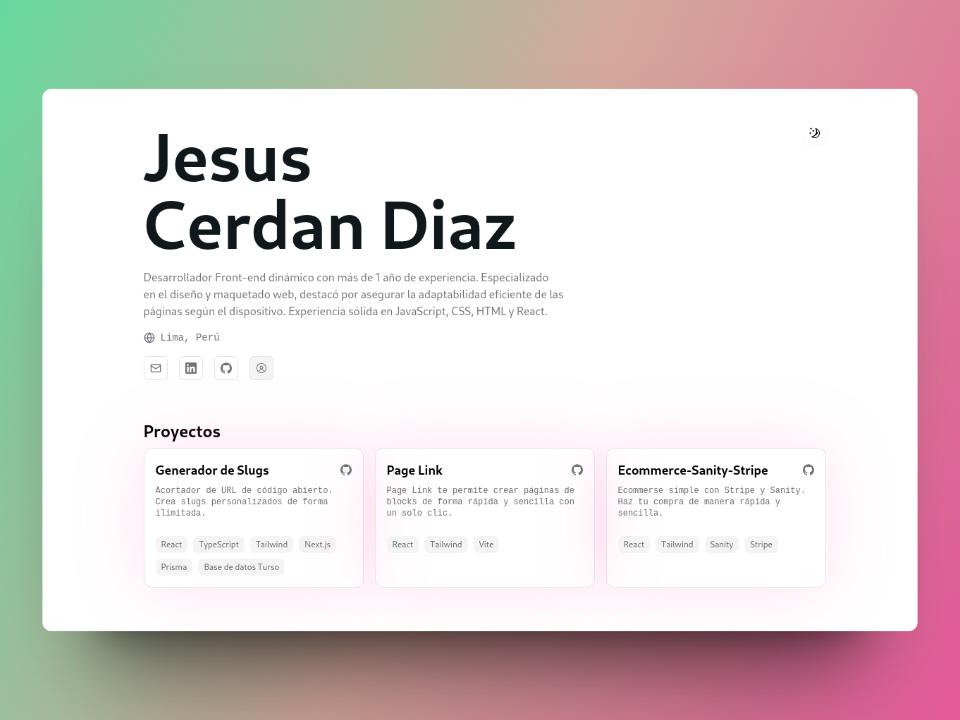 Jesus
Cerdan Diaz
Desarrollador Front-end dinámico con más de 1 año de experiencia. Especializado
en el diseño y maquetado web, destacó por asegurar la adaptabilidad eficiente de las
páginas según el dispositivo. Experiencia sólida en JavaScript, CSS, HTML y React.
Lima, Perú
Proyectos
Generador de Slugs
Acortador de URL de código abierto.
Crea slugs personalizados de forma
ilimitada.
React TypeScript Tailwind Next.js
Prisma Base de datos Turso
Page Link
Page Link te permite crear páginas de
blocks de forma rápida y sencilla con
un solo clic.
React Tailwind Vite
Ecommerse-Sanity-Stripe
Ecommerse simple con Stripe y Sanity.
Haz tu compra de manera rápida y
sencilla.
React Tailwind Sanity Stripe